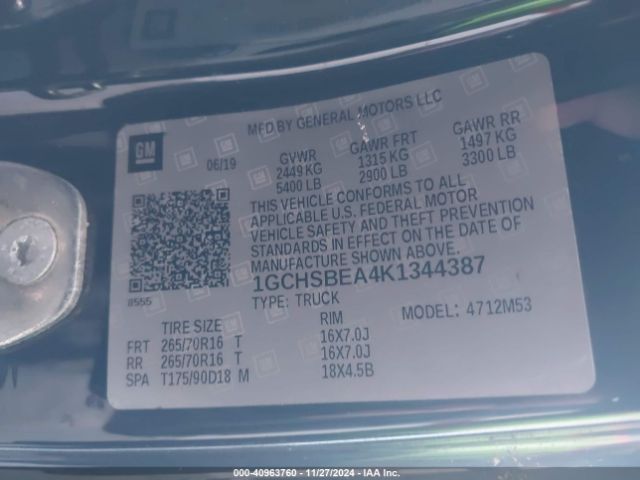 MFD BY GENERAL MOTORS LLC
GM
06/19
GVWR GAWR FRT GAWR RR
2449 KG 1315 KG 1497 KG
5400 LB 2900 LB 3300 LB
THIS VEHICLE CONFORMS TO ALL
APPLICABLE U.S. FEDERAL MOTOR
VEHICLE SAFETY AND THEFT PREVENTION
STANDARDS IN EFFECT ON THE DATE OF
MANUFACTURE SHOWN ABOVE.
1GCHSBEA4K1344387
8555
TYPE: TRUCK MODEL: 4712M53
TIRE SIZE RIM
FRT 265/70R16 T 16X7.0J
RR 265/70R16 T 16X7.0J
SPA T175/90D18 M 18X4.5B
000-40963760 - 11/27/2024 - IAA Inc.